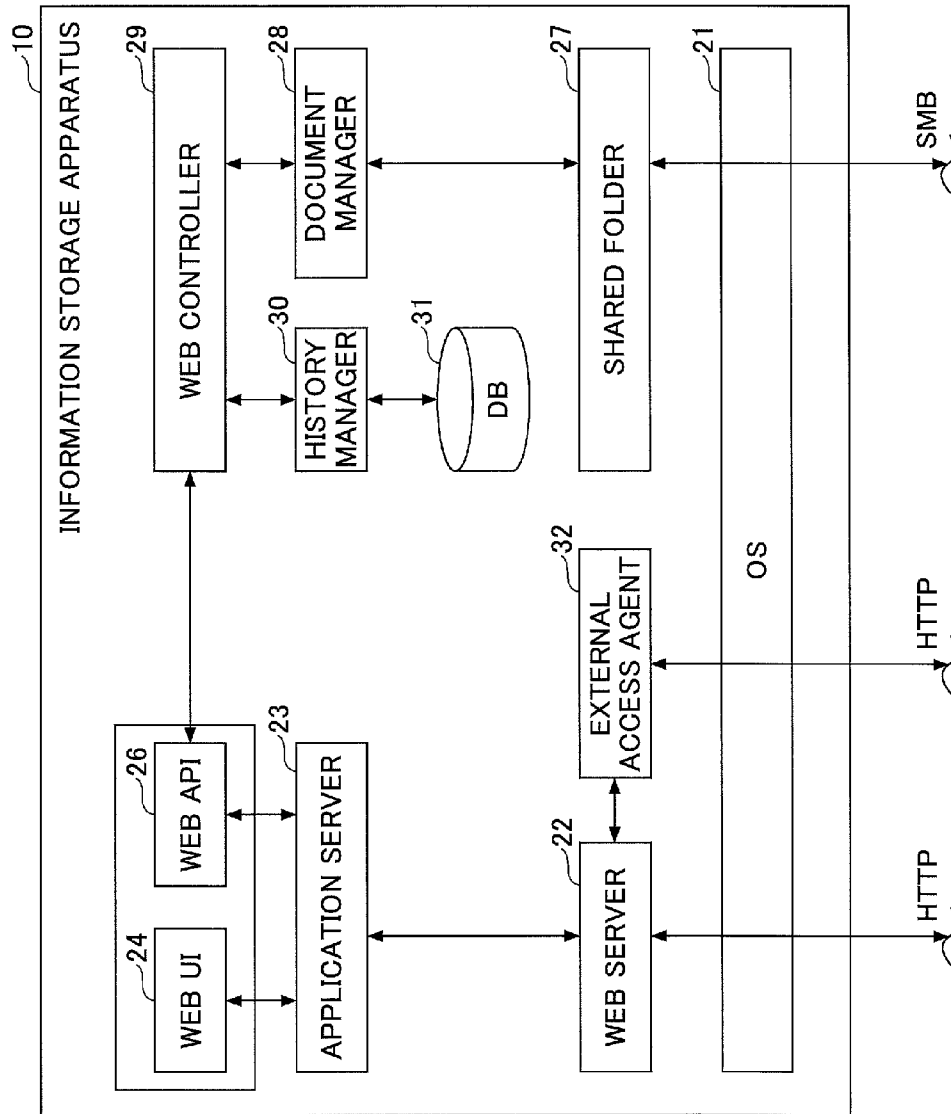 10
INFORMATION STORAGE APPARATUS
24
WEB UI
26
WEB API
29
WEB CONTROLLER
23
APPLICATION SERVER
30
HISTORY
MANAGER
28
DOCUMENT
MANAGER
31
DB
22
WEB SERVER
32
EXTERNAL
ACCESS AGENT
27
SHARED FOLDER
21
OS
HTTP
HTTP
SMB